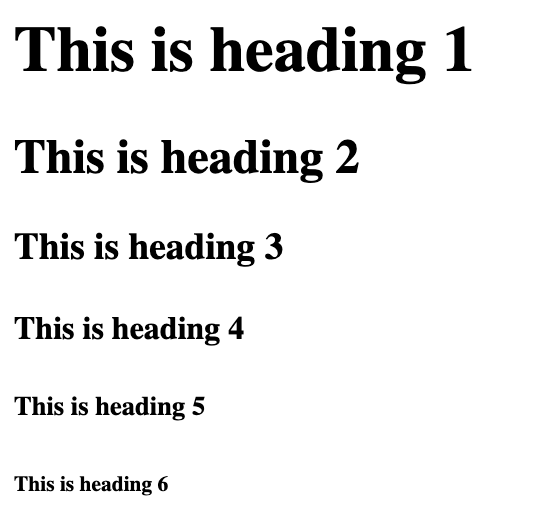 This is heading 1
This is heading 2
This is heading 3
This is heading 4
This is heading 5
This is heading 6